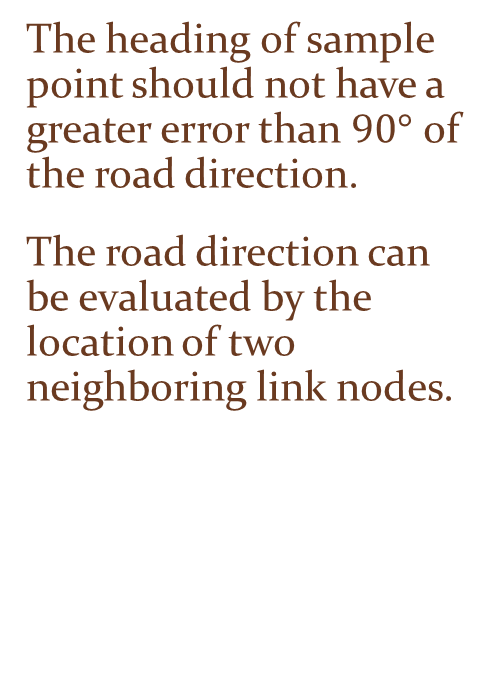 The heading of sample
point should not have a
greater error than 90° of
the road direction.
The road direction can
be evaluated by the
location of two
neighboring link nodes.